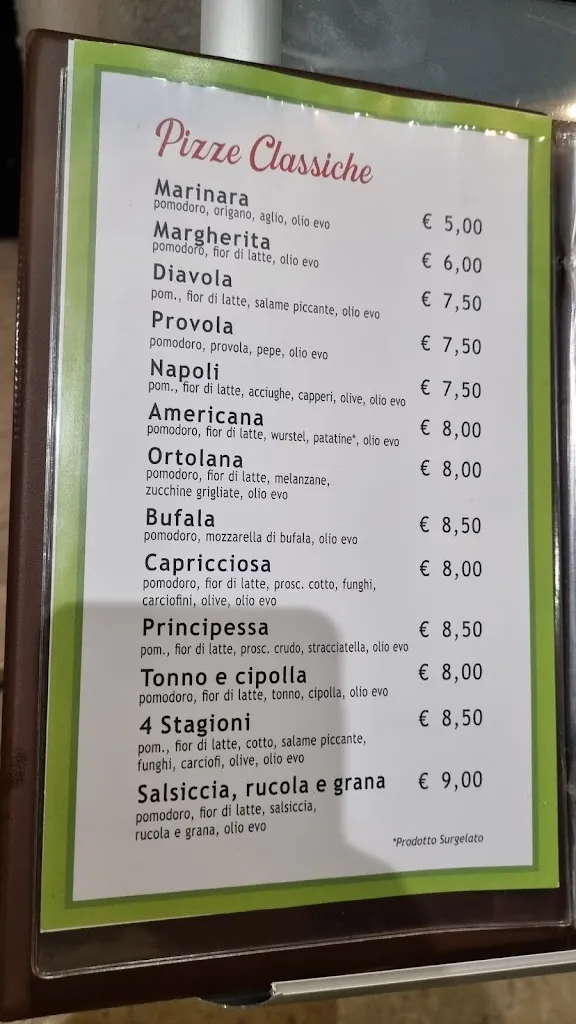 Pizze Classiche
Marinara € 5,00
pomodoro, origano, aglio, olio evo
Margherita € 6,00
pomodoro, fior di latte, olio evo
Diavola € 7,50
pom., fior di latte, salame piccante, olio evo
Provola € 7,50
pomodoro, provola, pepe, olio evo
Napoli € 7,50
pom., fior di latte, acciughe, capperi, olive, olio evo
Americana € 8,00
pomodoro, fior di latte, wurstel, patatine*, olio evo
Ortolana € 8,00
pomodoro, fior di latte, melanzane,
zucchine grigliate, olio evo
Bufala € 8,50
pomodoro, mozzarella di bufala, olio evo
Capricciosa € 8,00
pomodoro, fior di latte, prosc. cotto, funghi,
carciofini, olive, olio evo
Principessa € 8,50
pom., fior di latte, prosc. crudo, stracciatella, olio evo
Tonno e cipolla € 8,00
pomodoro, fior di latte, tonno, cipolla, olio evo
4 Stagioni € 8,50
pom., fior di latte, cotto, salame piccante,
funghi, carciofi, olive, olio evo
Salsiccia, rucola e grana € 9,00
pomodoro, fior di latte, salsiccia,
rucola e grana, olio evo
*Prodotto Surgelato